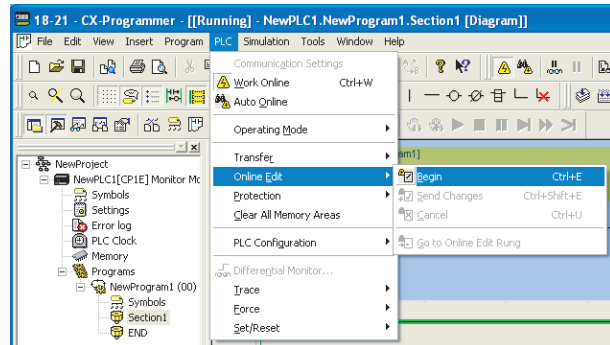 18-21 - CX-Programmer - [[Running] - NewPLC1.NewProgram1.Section1 [Diagram]]
File Edit View Insert Program PLC Simulation Tools Window Help
Communication Settings
Work Online Ctrl+W
Auto Online
Operating Mode
Transfer
Online Edit
Protection
Clear All Memory Areas
PLC Configuration
Differential Monitor...
Trace
Force
Set/Reset
am1]
Begin Ctrl+E
Send Changes Ctrl+Shift+E
Cancel Ctrl+U
Go to Online Edit Rung
NewProject
NewPLC1[CP1E] Monitor Mo
Symbols
Settings
Error log
PLC Clock
Memory
Programs
NewProgram1 (00)
Symbols
Section1
END